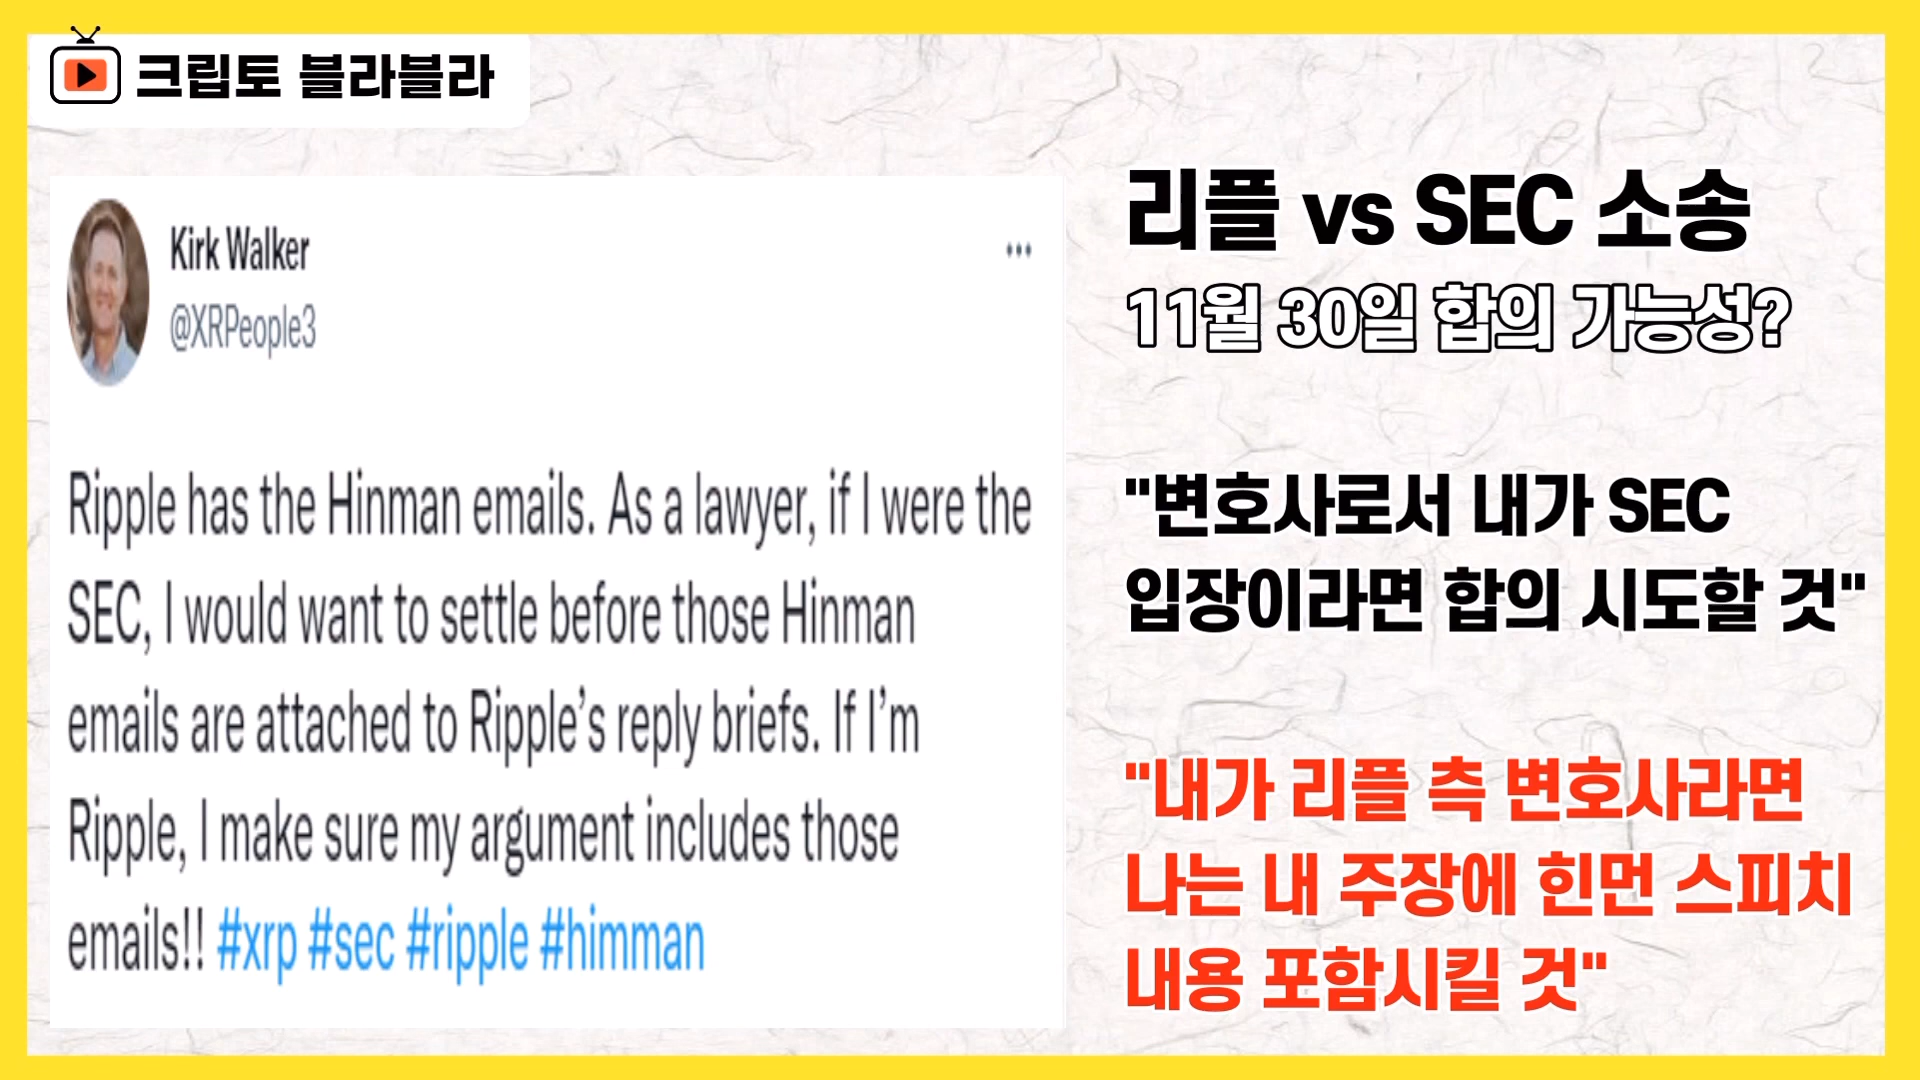 크립토 블라블라
Kirk Walker
@XRPeople3
Ripple has the Hinman emails. As a lawyer, if I were the
SEC, I would want to settle before those Hinman
emails are attached to Ripple’s reply briefs. If I’m
Ripple, I make sure my argument includes those
emails!! #xrp #sec #ripple #himman
리플 vs SEC 소송
11월 30일 합의 가능성?
"변호사로서 내가 SEC
입장이라면 합의 시도할 것"
"내가 리플 측 변호사라면
나는 내 주장에 힌먼 스피치
내용 포함시킬 것"